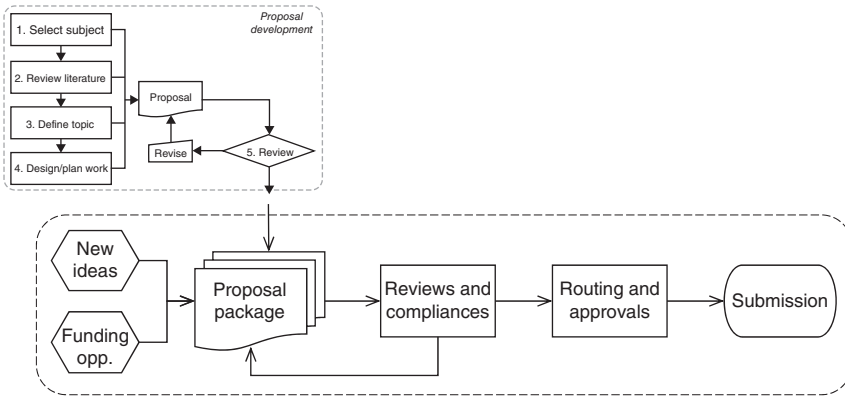 Proposal
development
1. Select subject
2. Review literature
3. Define topic
4. Design/plan work
Proposal
Revise
5. Review
New
ideas
Funding
opp.
Proposal
package
Reviews and
compliances
Routing and
approvals
Submission